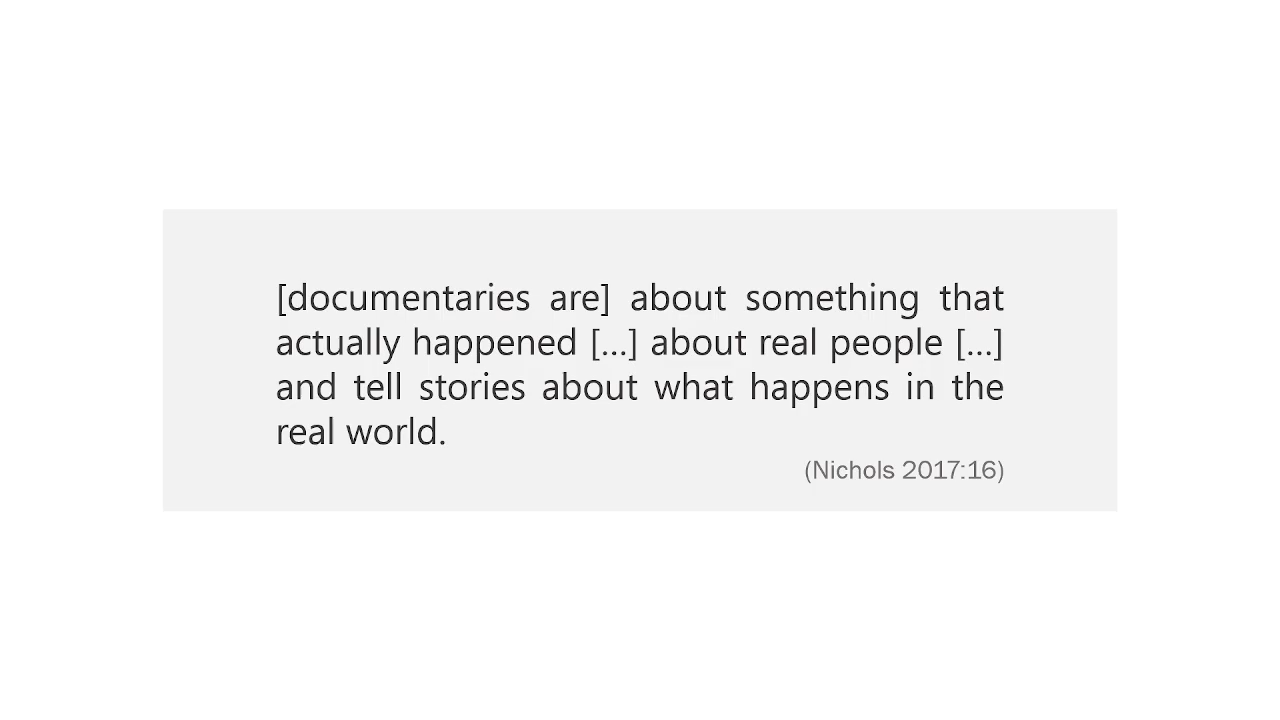 [documentaries are] about something that
actually happened […] about real people […]
and tell stories about what happens in the
real world.
(Nichols 2017:16)